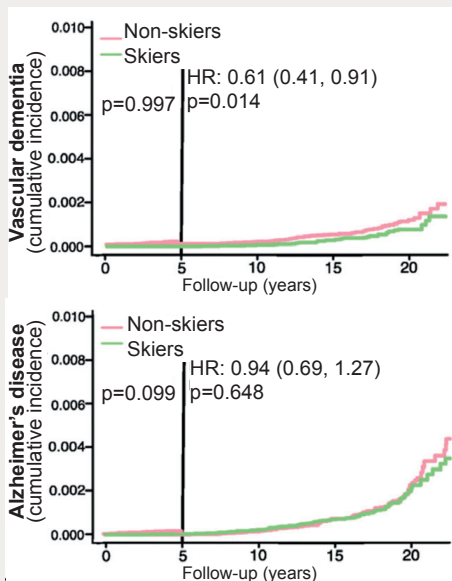 Non-skiers
Skiers
HR: 0.61 (0.41, 0.91)
p=0.997 p=0.014
Vascular dementia
(cumulative incidence)
0.010
0.008
0.006
0.004
0.002
0.000
0 5 10 15 20
Follow-up (years)
Non-skiers
Skiers
HR: 0.94 (0.69, 1.27)
p=0.099 p=0.648
Alzheimer's disease
(cumulative incidence)
0.010
0.008
0.006
0.004
0.002
0.000
0 5 10 15 20
Follow-up (years)